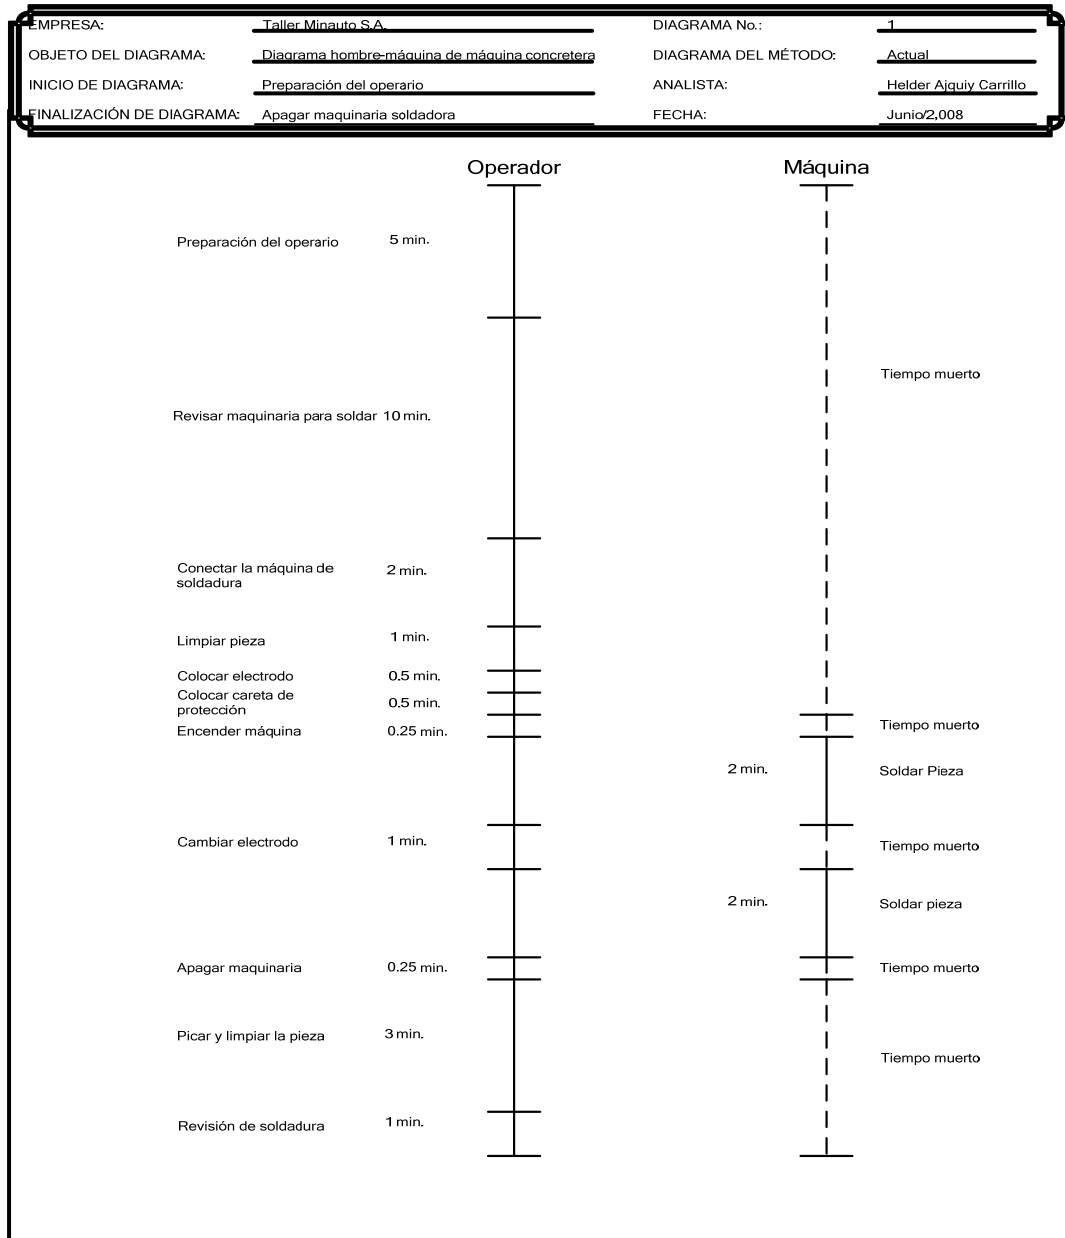 EMPRESA: Taller Minauto S.A. DIAGRAMA No.: 1
OBJETO DEL DIAGRAMA: Diagrama hombre-máquina de máquina concretera DIAGRAMA DEL MÉTODO: Actual
INICIO DE DIAGRAMA: Preparación del operario ANALISTA: Helder Ajquiy Carrillo
FINALIZACIÓN DE DIAGRAMA: Apagar maquinaria soldadora FECHA: Junio/2,008
Operador Máquina
Preparación del operario 5 min.
Tiempo muerto
Revisar maquinaria para soldar 10 min.
Conectar la máquina de 2 min.
soldadura
Limpiar pieza 1 min.
Colocar electrodo 0.5 min.
Colocar careta de
protección 0.5 min.
Encender máquina 0.25 min. Tiempo muerto
2 min. Soldar Pieza
Cambiar electrodo 1 min. Tiempo muerto
2 min. Soldar pieza
Apagar maquinaria 0.25 min. Tiempo muerto
Picar y limpiar la pieza 3 min.
Tiempo muerto
Revisión de soldadura 1 min.